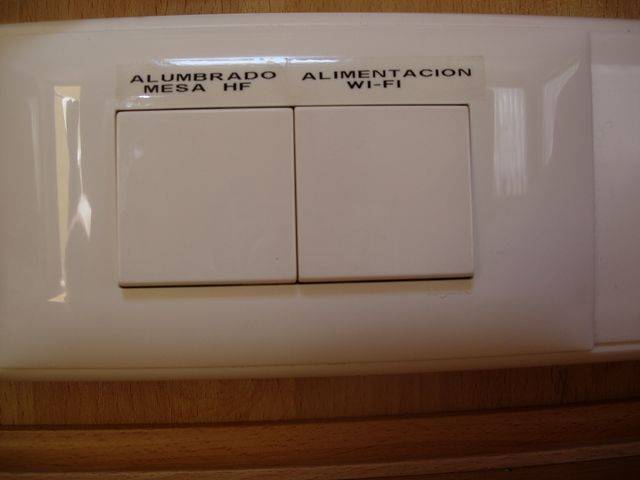 ALUMBRADO
MESA HF
ALIMENTACION
WI-FI